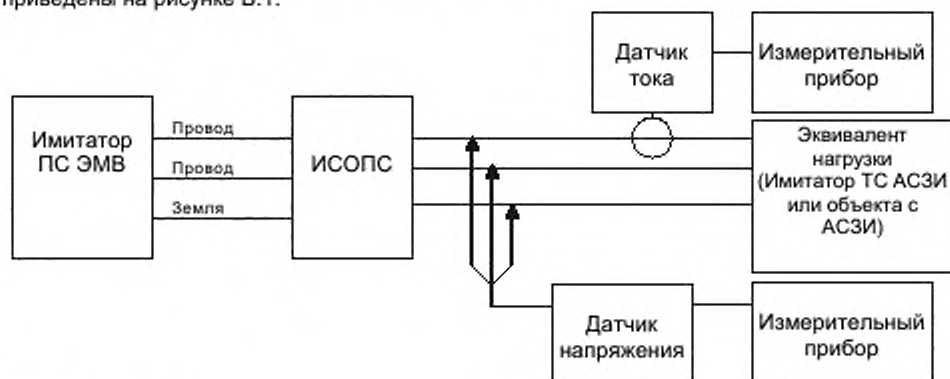 приведены на рисунке В.1.
Датчик
тока
Измерительный
прибор
Имитатор
ПС ЭМВ
Провод
Провод
Земля
ИСОПС
Эквивалент
нагрузки
(Имитатор ТС АСЗИ
или объекта с
АСЗИ)
Датчик
напряжения
Измерительный
прибор